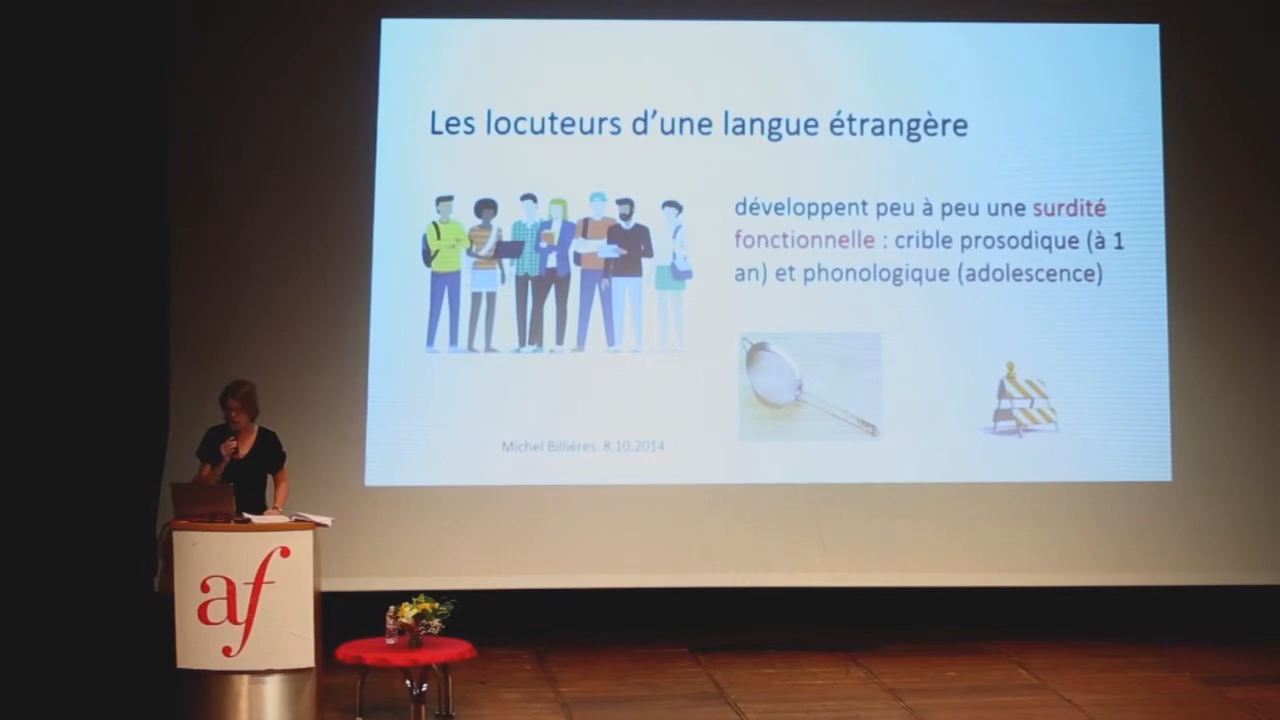 Les locuteurs d'une langue étrangère
développent peu à peu une surdité
fonctionnelle : crible prosodique (à 1
an) et phonologique (adolescence)
Michel Billières 8.10.2014
af